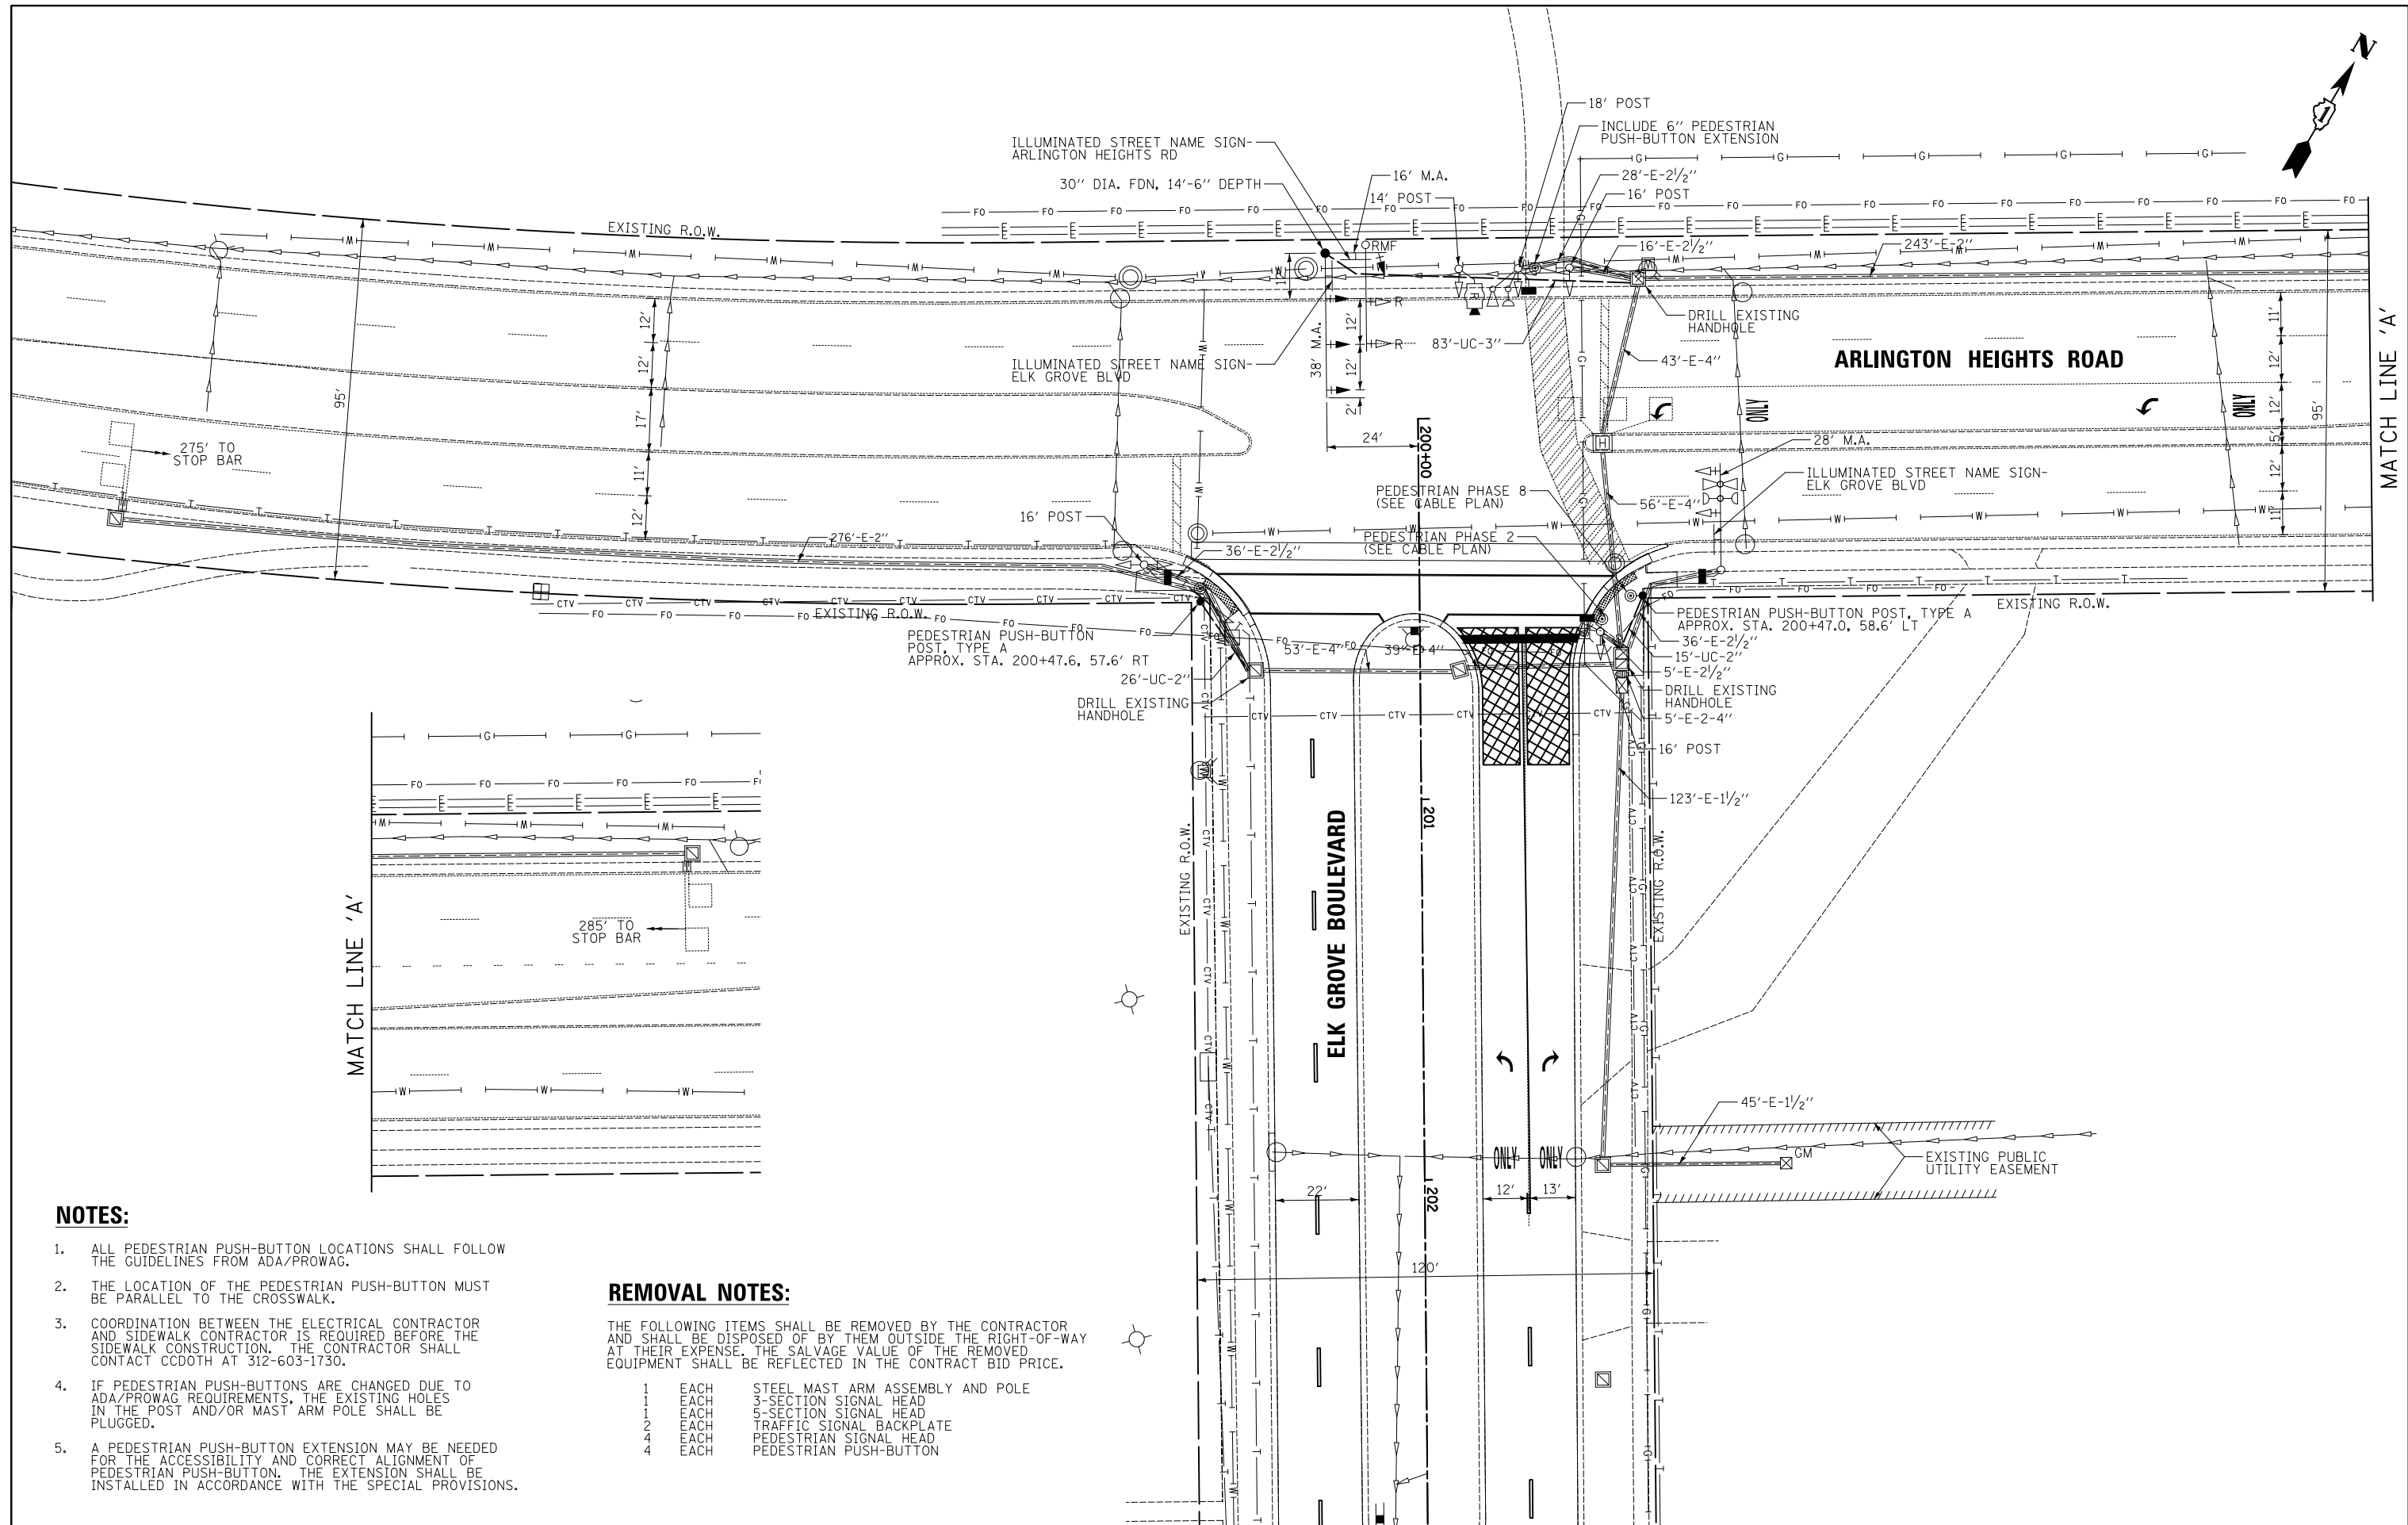 N
1
ILLUMINATED STREET NAME SIGN-
ARLINGTON HEIGHTS RD
30" DIA. FDN, 14'-6" DEPTH
16' M.A.
14' POST
18' POST
INCLUDE 6" PEDESTRIAN
PUSH-BUTTON EXTENSION
28'-E-2½"
16' POST
EXISTING R.O.W.
RMF
16'-E-2½"
243'-E-2"
12'
R
R
83'-UC-3"
DRILL EXISTING
HANDHOLE
43'-E-4"
ARLINGTON HEIGHTS ROAD
ONLY
ONLY
MATCH LINE 'A'
ILLUMINATED STREET NAME SIGN-
ELK GROVE BLVD
38' M.A.
12'
12'
2'
24'
200+00
95'
12'
12'
17'
11'
12'
11'
12'
12'
5'
12'
11'
95'
275' TO
STOP BAR
H
28' M.A.
ILLUMINATED STREET NAME SIGN-
ELK GROVE BLVD
PEDESTRIAN PHASE 8
(SEE CABLE PLAN)
56'-E-4"
16' POST
276'-E-2"
36'-E-2½"
PEDESTRIAN PHASE 2
(SEE CABLE PLAN)
EXISTING R.O.W.
PEDESTRIAN PUSH-BUTTON
POST, TYPE A
APPROX. STA. 200+47.6, 57.6' RT
26'-UC-2"
DRILL EXISTING
HANDHOLE
53'-E-4"
39'-E-4"
EXISTING R.O.W.
PEDESTRIAN PUSH-BUTTON POST, TYPE A
APPROX. STA. 200+47.0, 58.6' LT
36'-E-2½"
15'-UC-2"
5'-E-2½"
DRILL EXISTING
HANDHOLE
5'-E-2-4"
16' POST
123'-E-1½"
201
ELK GROVE BOULEVARD
EXISTING R.O.W.
EXISTING R.O.W.
MATCH LINE 'A'
285' TO
STOP BAR
45'-E-1½"
GM
EXISTING PUBLIC
UTILITY EASEMENT
ONLY
ONLY
22'
12'
13'
202
120'
NOTES:
1. ALL PEDESTRIAN PUSH-BUTTON LOCATIONS SHALL FOLLOW
THE GUIDELINES FROM ADA/PROWAG.
2. THE LOCATION OF THE PEDESTRIAN PUSH-BUTTON MUST
BE PARALLEL TO THE CROSSWALK.
3. COORDINATION BETWEEN THE ELECTRICAL CONTRACTOR
AND SIDEWALK CONTRACTOR IS REQUIRED BEFORE THE
SIDEWALK CONSTRUCTION. THE CONTRACTOR SHALL
CONTACT CCDOTH AT 312-603-1730.
4. IF PEDESTRIAN PUSH-BUTTONS ARE CHANGED DUE TO
ADA/PROWAG REQUIREMENTS, THE EXISTING HOLES
IN THE POST AND/OR MAST ARM POLE SHALL BE
PLUGGED.
5. A PEDESTRIAN PUSH-BUTTON EXTENSION MAY BE NEEDED
FOR THE ACCESSIBILITY AND CORRECT ALIGNMENT OF
PEDESTRIAN PUSH-BUTTON. THE EXTENSION SHALL BE
INSTALLED IN ACCORDANCE WITH THE SPECIAL PROVISIONS.
REMOVAL NOTES:
THE FOLLOWING ITEMS SHALL BE REMOVED BY THE CONTRACTOR
AND SHALL BE DISPOSED OF BY THEM OUTSIDE THE RIGHT-OF-WAY
AT THEIR EXPENSE. THE SALVAGE VALUE OF THE REMOVED
EQUIPMENT SHALL BE REFLECTED IN THE CONTRACT BID PRICE.
1 EACH STEEL MAST ARM ASSEMBLY AND POLE
1 EACH 3-SECTION SIGNAL HEAD
1 EACH 5-SECTION SIGNAL HEAD
2 EACH TRAFFIC SIGNAL BACKPLATE
4 EACH PEDESTRIAN SIGNAL HEAD
4 EACH PEDESTRIAN PUSH-BUTTON